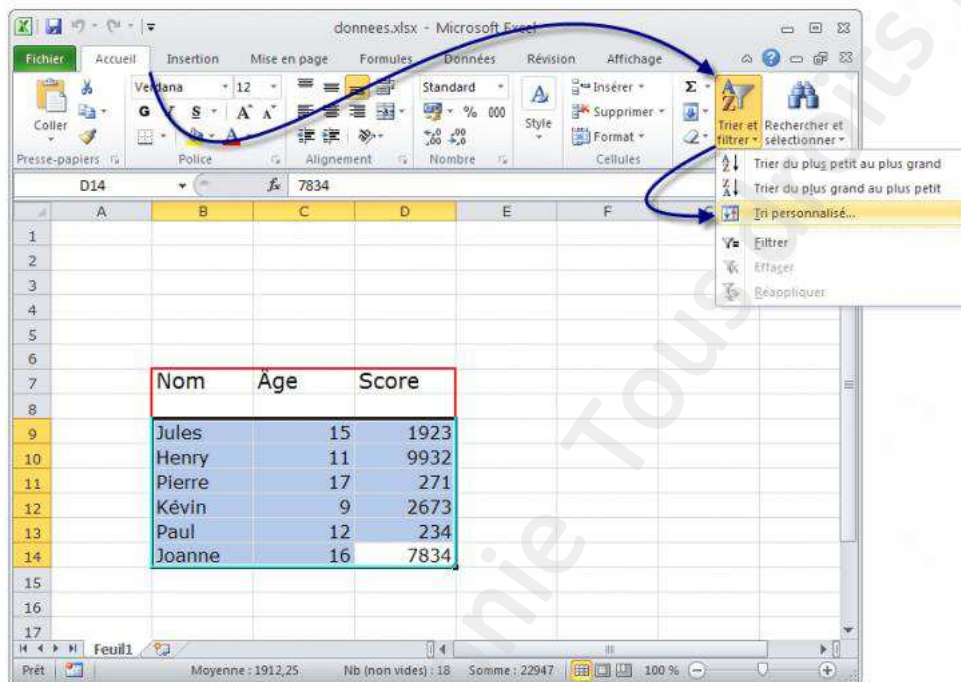 donnees.xlsx - Microsoft Excel
Fichier Accueil Insertion Mise en page Formules Données Révision Affichage
Coller
Presse-papiers
Verdana 12
G I S
Police
Alignement
Standard
% 000
Nombre
Style
Insérer
Supprimer
Format
Cellules
Σ
Trier et filtrer
Rechercher et sélectionner
Trier du plus petit au plus grand
Trier du plus grand au plus petit
Tri personnalisé...
Filtrer
Effacer
Réappliquer
D14 fx 7834
A B C D E F
1
2
3
4
5
6
7 Nom Äge Score
8
9 Jules 15 1923
10 Henry 11 9932
11 Pierre 17 271
12 Kévin 9 2673
13 Paul 12 234
14 Joanne 16 7834
15
16
17
Feuil1
Prêt Moyenne : 1912,25 Nb (non vides) : 18 Somme : 22947 100 %
Tous droits